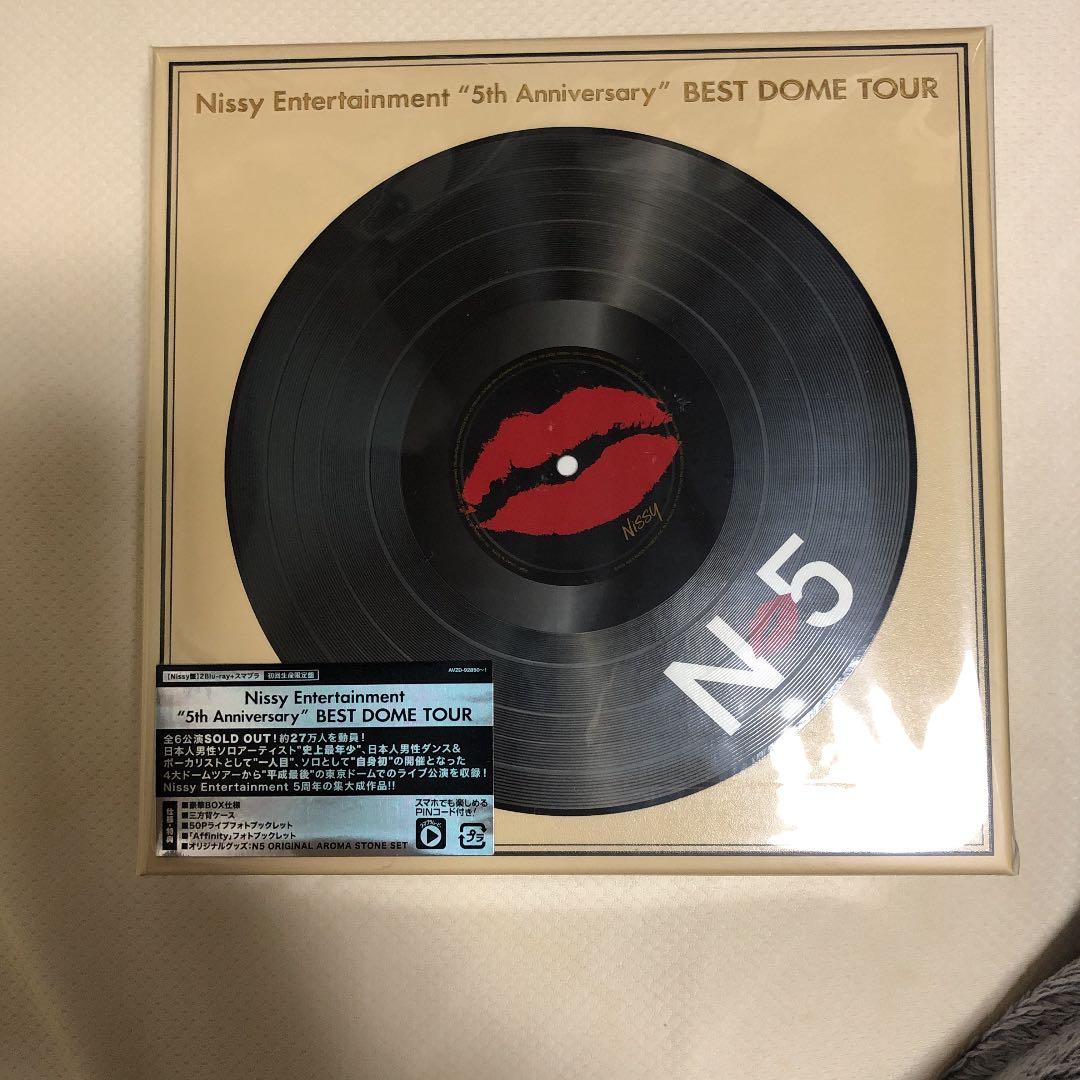 Nissy Entertainment "5th Anniversary" BEST DOME TOUR
Nissy
N 5
AVZD-92890~1
【Nissy盤】2Blu-ray+スマプラ 初回生産限定盤
Nissy Entertainment
"5th Anniversary" BEST DOME TOUR
全6公演SOLD OUT！約27万人を動員！
日本人男性ソロアーティスト"史上最年少"、日本人男性ダンス&
ボーカリストとして"一人目"、ソロとして"自身初"の開催となった
4大ドームツアーから"平成最後"の東京ドームでのライブ公演を収録！
Nissy Entertainment 5周年の集大成作品!!
仕様・特典
■豪華BOX仕様
■三方背ケース
■50Pライブフォトブックレット
■「Affinity」フォトブックレット
■オリジナルグッズ：N5 ORIGINAL AROMA STONE SET
スマホでも楽しめる
PINコード付き！
プラ